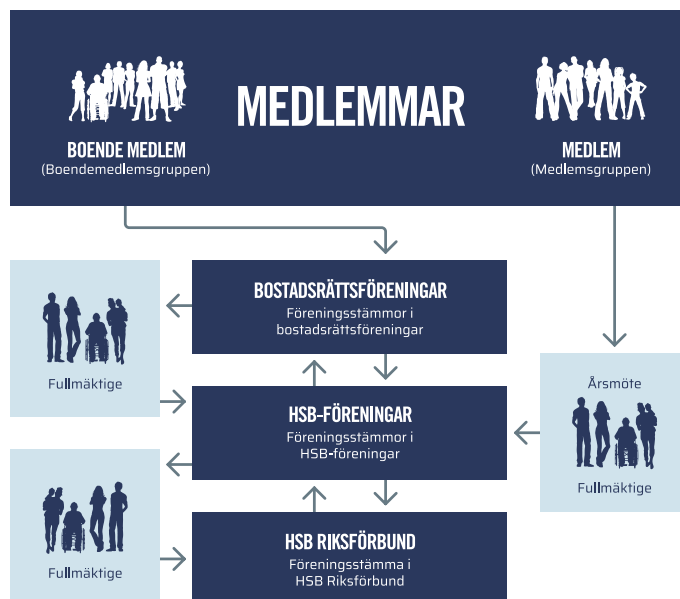 MEDLEMMAR
BOENDE MEDLEM
(Boendemedlemsgruppen)
MEDLEM
(Medlemsgruppen)
BOSTADSRÄTTSFÖRENINGAR
Föreningsstämmor i
bostadsrättsföreningar
Fullmäktige
HSB-FÖRENINGAR
Föreningsstämmor i
HSB-föreningar
Årsmöte
Fullmäktige
Fullmäktige
HSB RIKSFÖRBUND
Föreningsstämma i
HSB Riksförbund